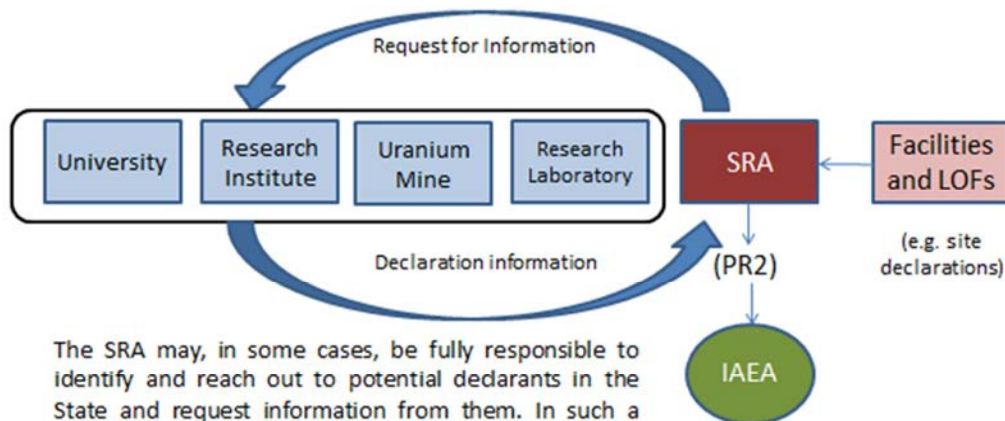 Request for Information
University
Research
Institute
Uranium
Mine
Research
Laboratory
SRA
Facilities
and LOFs
(e.g. site
declarations)
Declaration information
(PR2)
IAEA
The SRA may, in some cases, be fully responsible to
identify and reach out to potential declarants in the
State and request information from them. In such a